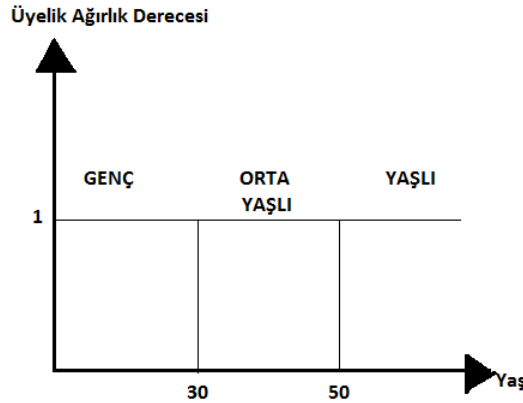 Üyelik Ağırlık Derecesi
GENÇ
ORTA
YAŞLI
YAŞLI
1
30
50
Yaş